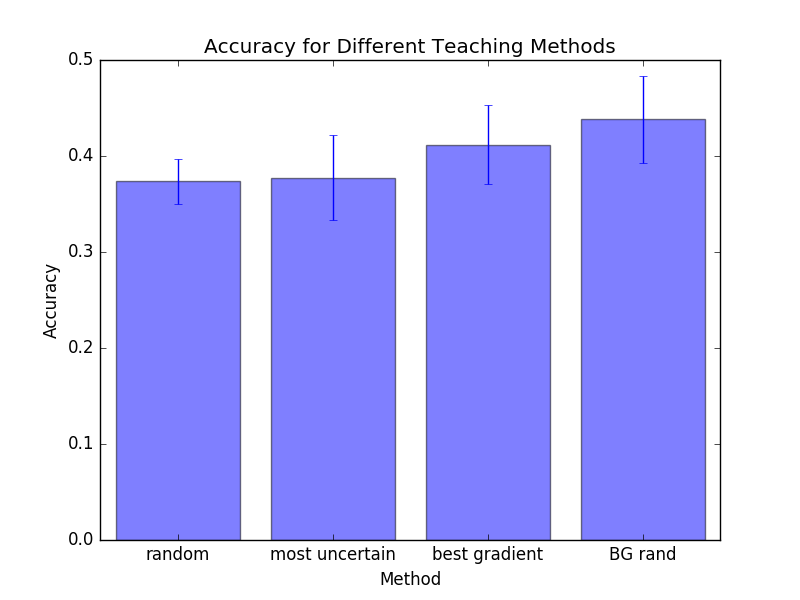 Accuracy for Different Teaching Methods
0.5
0.4
0.3
0.2
0.1
0.0
Accuracy
random most uncertain best gradient BG rand
Method